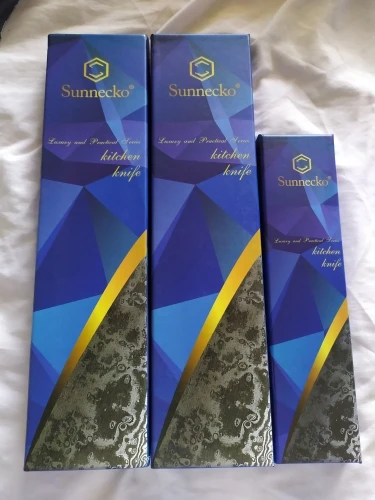 Sunnecko®
Luxury and Practical Series
kitchen
knife
Sunnecko®
Luxury and Practical Series
kitchen
knife
Sunnecko®
Luxury and Practical Series
kitchen
knife